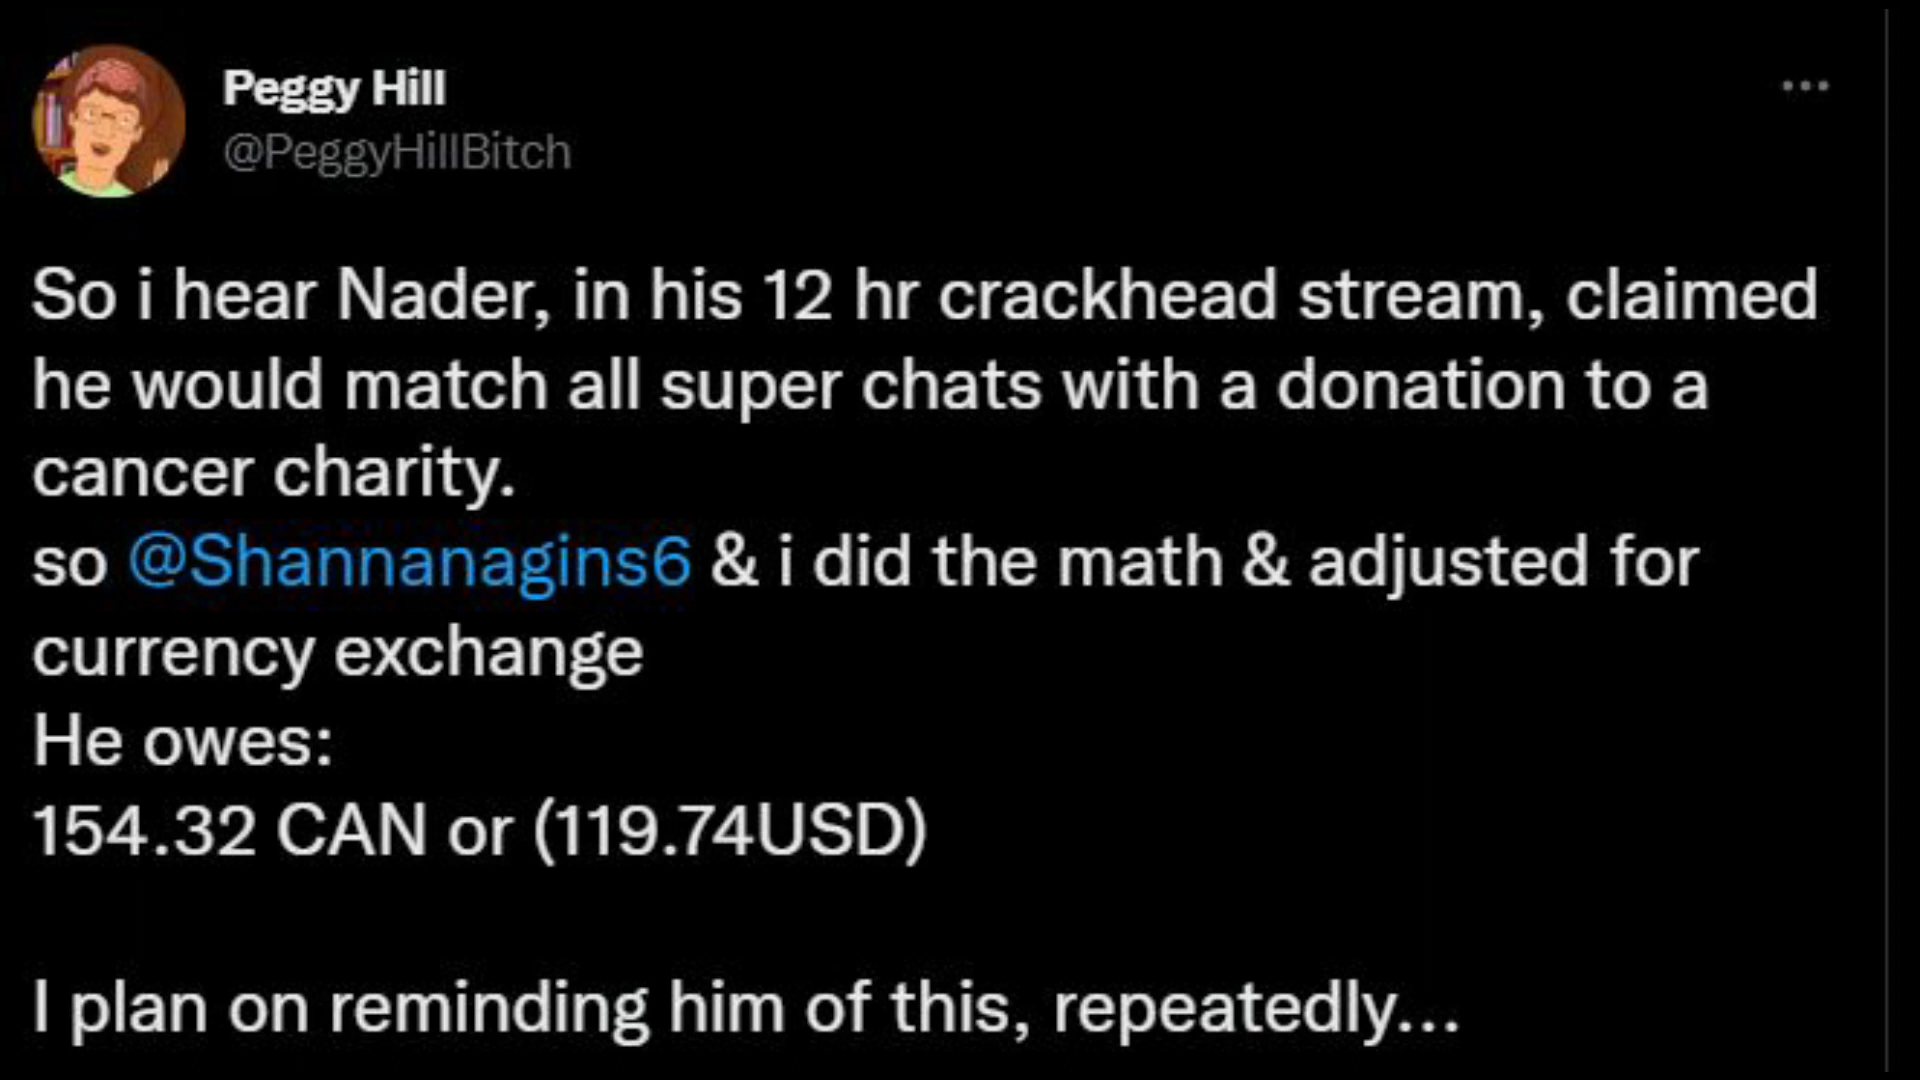 Peggy Hill
@PeggyHillBitch
So i hear Nader, in his 12 hr crackhead stream, claimed
he would match all super chats with a donation to a
cancer charity.
so @Shannanagins6 & i did the math & adjusted for
currency exchange
He owes:
154.32 CAN or (119.74USD)
I plan on reminding him of this, repeatedly...